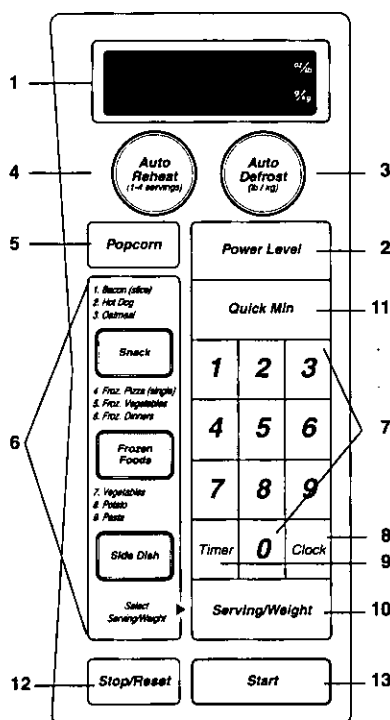 oz/lb
1
g/kg
Auto
Reheat
(1-4 servings)
4
Auto
Defrost
(lb / kg)
3
5
Popcorn
Power Level
2
1. Bacon (slice)
2. Hot Dog
3. Oatmeal
Quick Min
11
Snack
1 2 3
4 Froz. Pizza (single)
5. Froz. Vegetables
6. Froz. Dinners
4 5 6
7
6
Frozen
Foods
7. Vegetables
8. Potato
9. Pasta
7 8 9
8
Side Dish
Timer 0 Clock
9
Select
Serving/Weight
Serving/Weight
10
12
Stop/Reset
Start
13